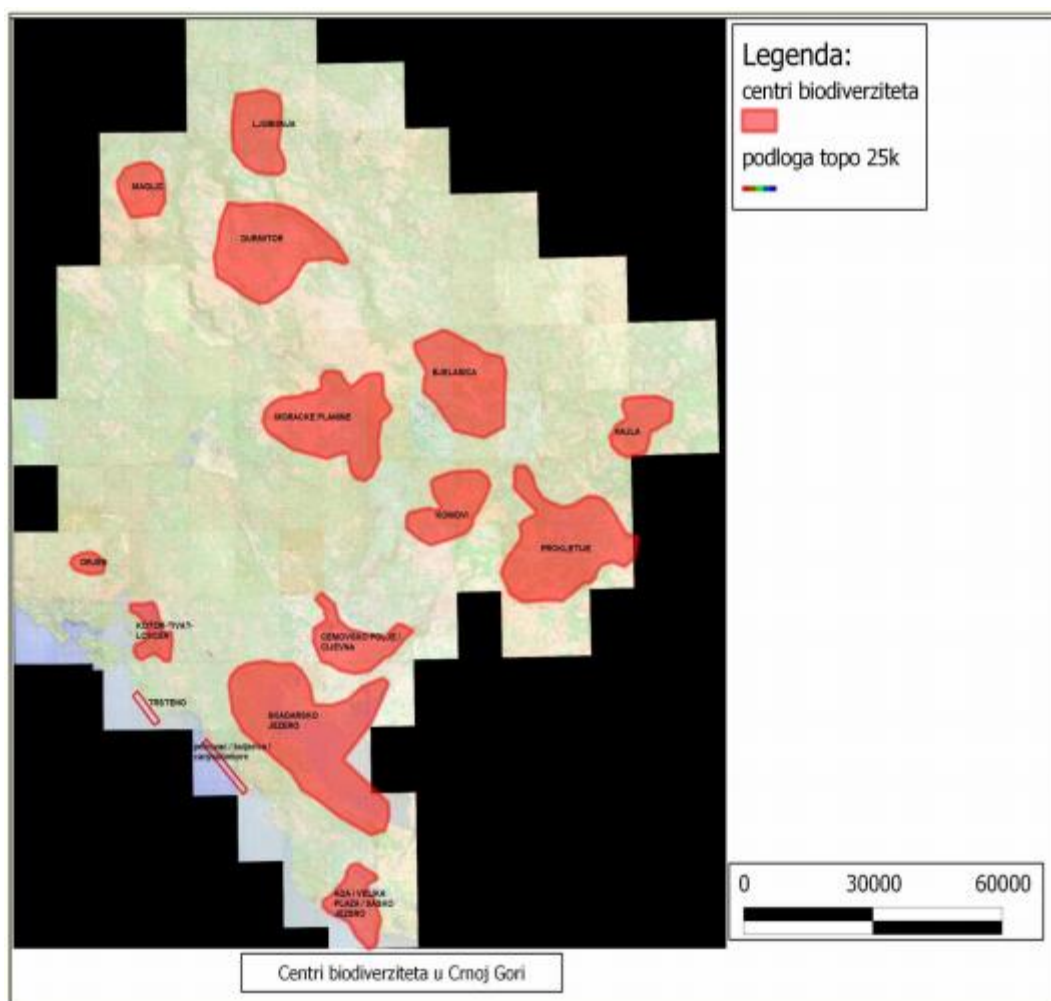 Legenda:
centri biodiverziteta
podloga topo 25k
LJUBISNJA
MAGLIC
DURMITOR
BJELASICA
MORACKE PLANINE
HAJLA
KOMOVI
PROKLETIJE
ORJEN
KOTOR-TIVAT-
LOVCEN
CEMOVSKO POLJE /
CIJEVNA
TRSTENO
SKADARSKO
JEZERO
ADA / VELIKA
PLAZA / SASKO
JEZERO
0 30000 60000
Centri biodiverziteta u Crnoj Gori